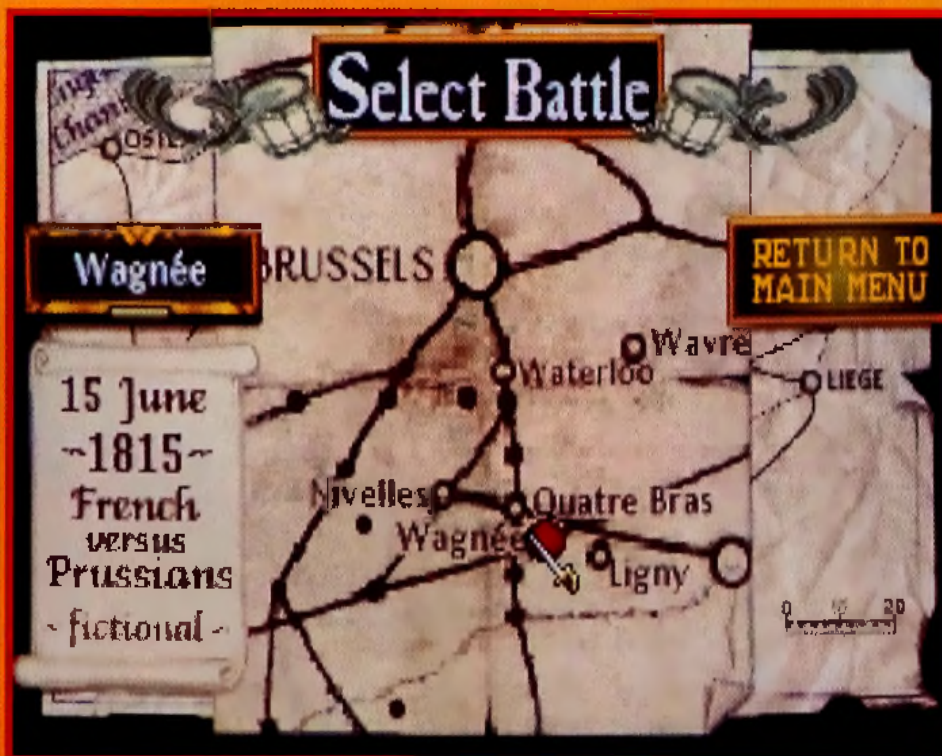 Select Battle
OSTE
Wagnée
BRUSSELS
RETURN TO
MAIN MENU
Wavre
Waterloo
LIEGE
15 June
~1815~
French
versus
Prussians
- fictional -
Nivelles
Quatre Bras
Wagnée
Ligny
0 10 20